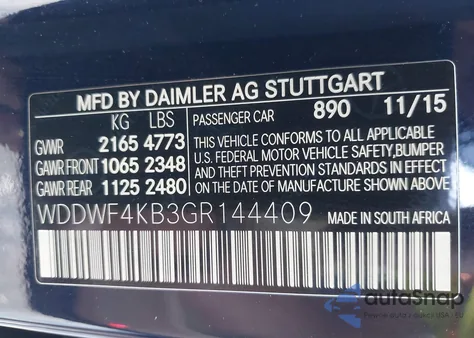 MFD BY DAIMLER AG STUTTGART
KG LBS
GVWR 2165 4773
GAWR FRONT 1065 2348
GAWR REAR 1125 2480
PASSENGER CAR 890 11/15
THIS VEHICLE CONFORMS TO ALL APPLICABLE
U.S. FEDERAL MOTOR VEHICLE SAFETY, BUMPER
AND THEFT PREVENTION STANDARDS IN EFFECT
ON THE DATE OF MANUFACTURE SHOWN ABOVE.
WDDWF4KB3GR144409 MADE IN SOUTH AFRICA
autoSnap